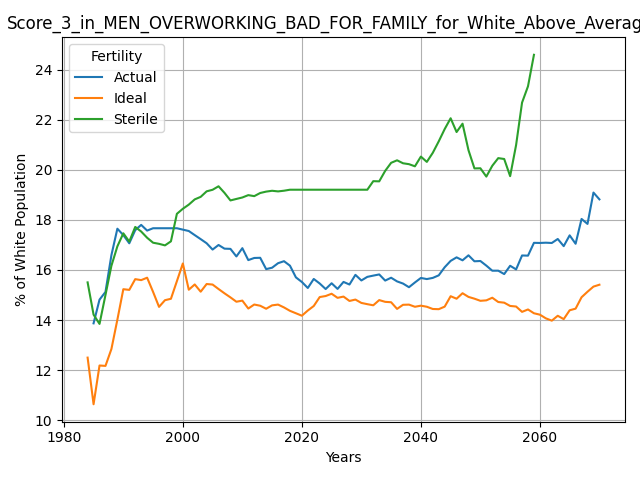 Score_3_in_MEN_OVERWORKING_BAD_FOR_FAMILY_for_White_Above_Averag
Fertility
Actual
Ideal
Sterile
% of White Population
24
22
20
18
16
14
12
10
1980
2000
2020
2040
2060
Years